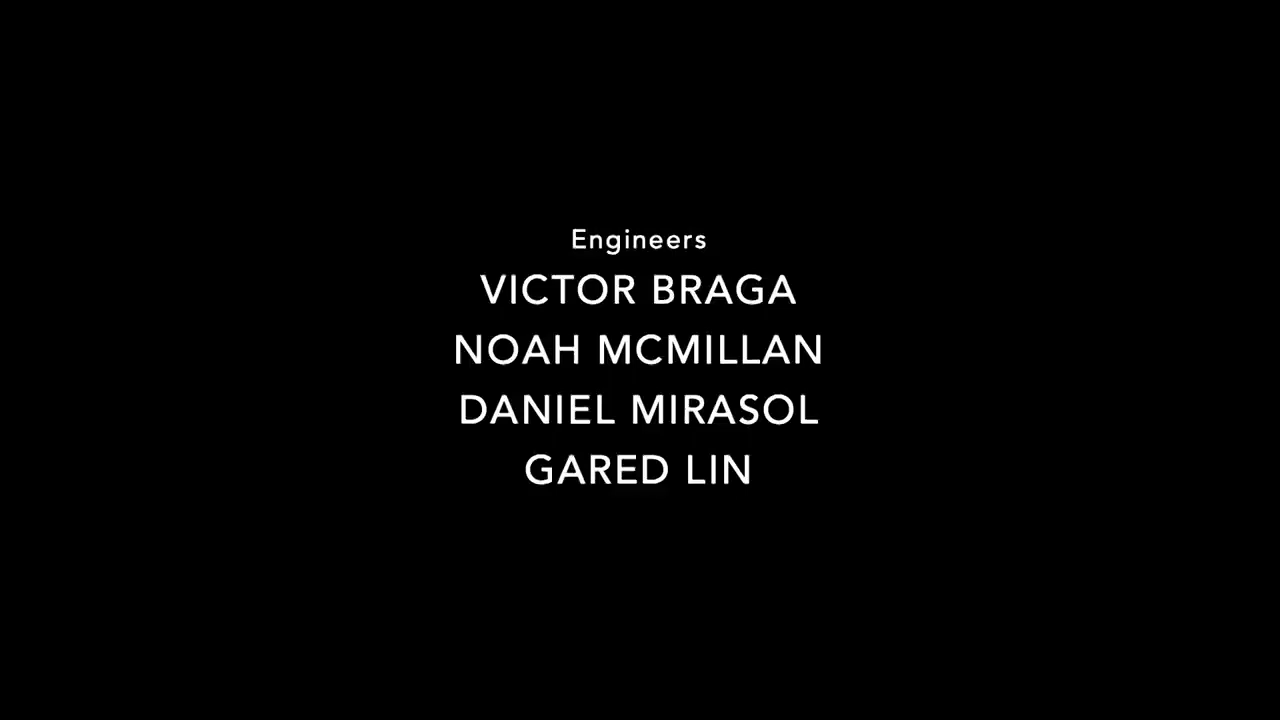 Engineers
VICTOR BRAGA
NOAH MCMILLAN
DANIEL MIRASOL
GARED LIN